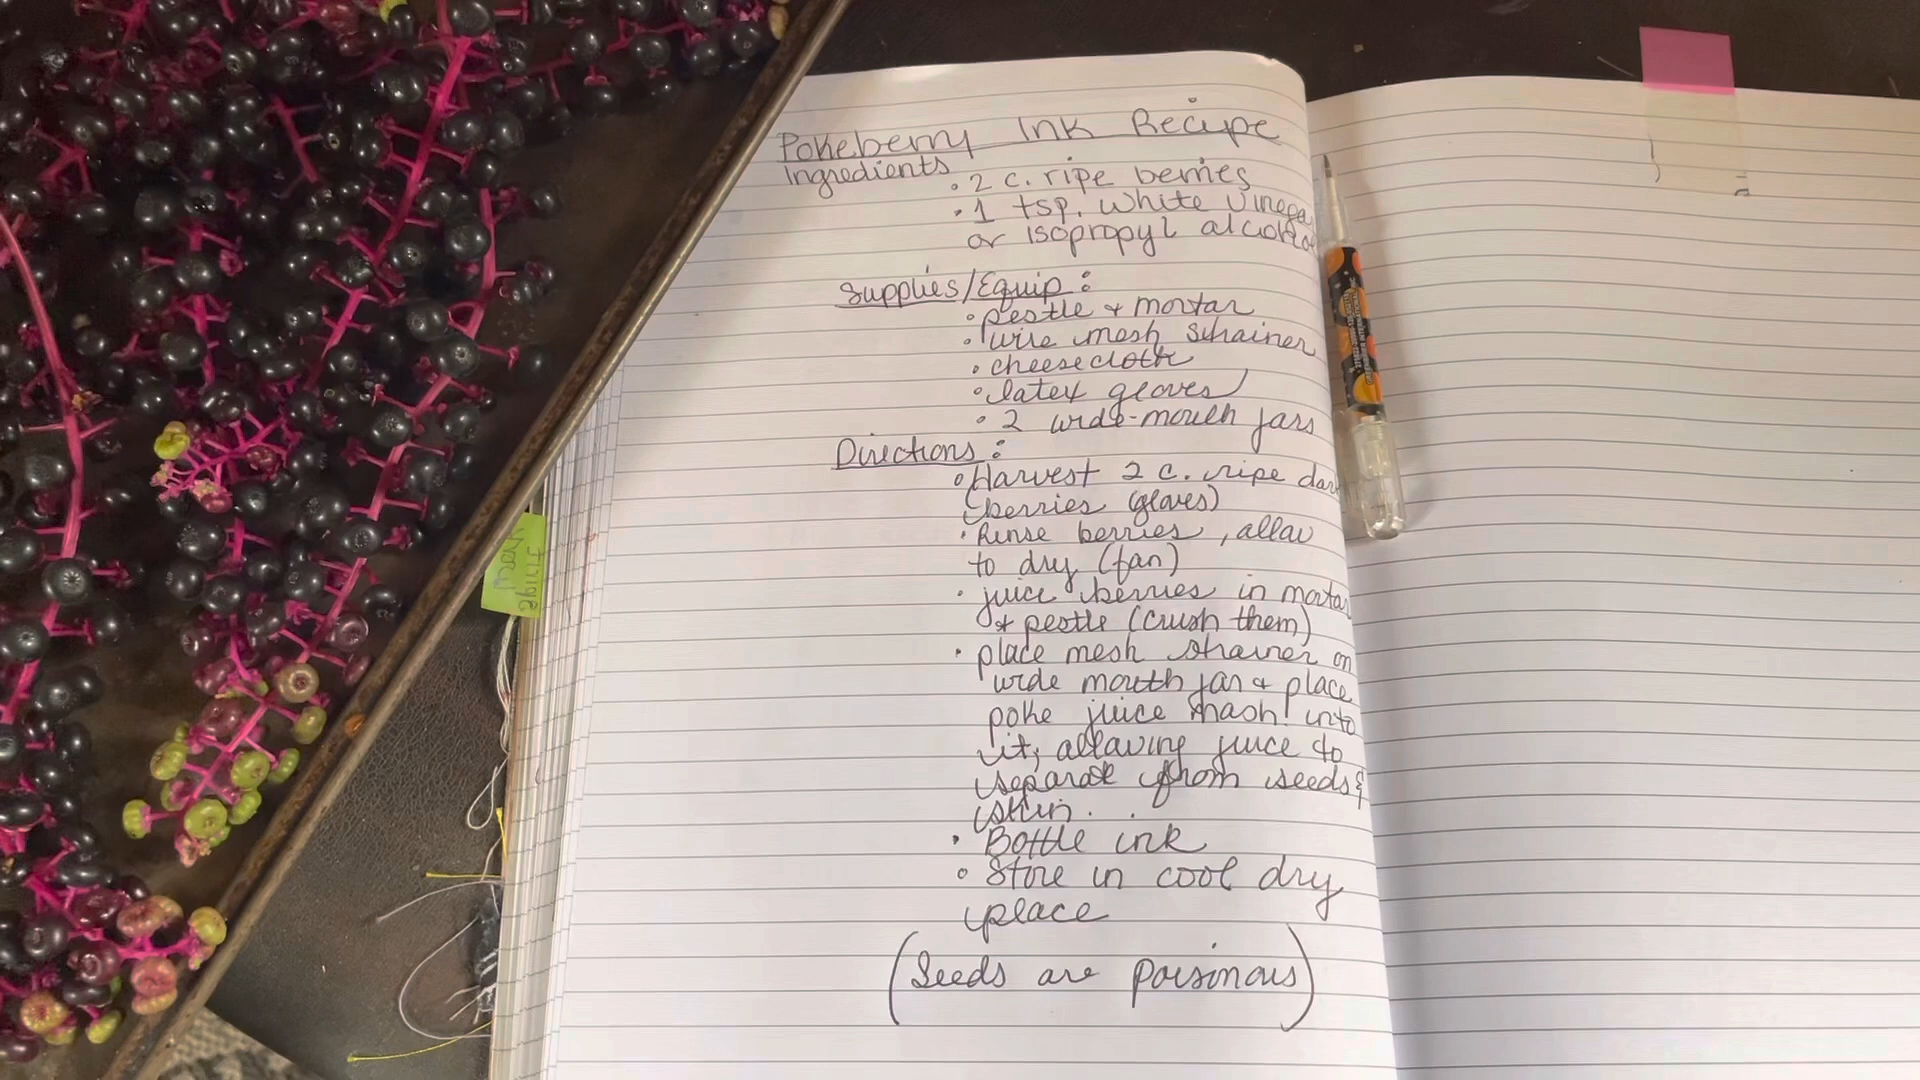 Pokeberry Ink Recipe
Ingredients
• 2 c. ripe berries
• 1 tsp. white vinega
or isopropyl alcoho
Supplies/Equip:
• pestle + mortar
• wire mesh strainer
• cheesecloth
• latex gloves
• 2 wide-mouth jars
Directions:
• Harvest 2 c. ripe dar
berries (gloves)
• Rinse berries, allow
to dry (fan)
• juice berries in mortar
+ pestle (crush them)
• place mesh strainer on
wide mouth jar + place
poke juice mash into
it, allowing juice to
separate from seeds &
skin.
• Bottle ink
• Store in cool dry
place
(Seeds are poisonous)